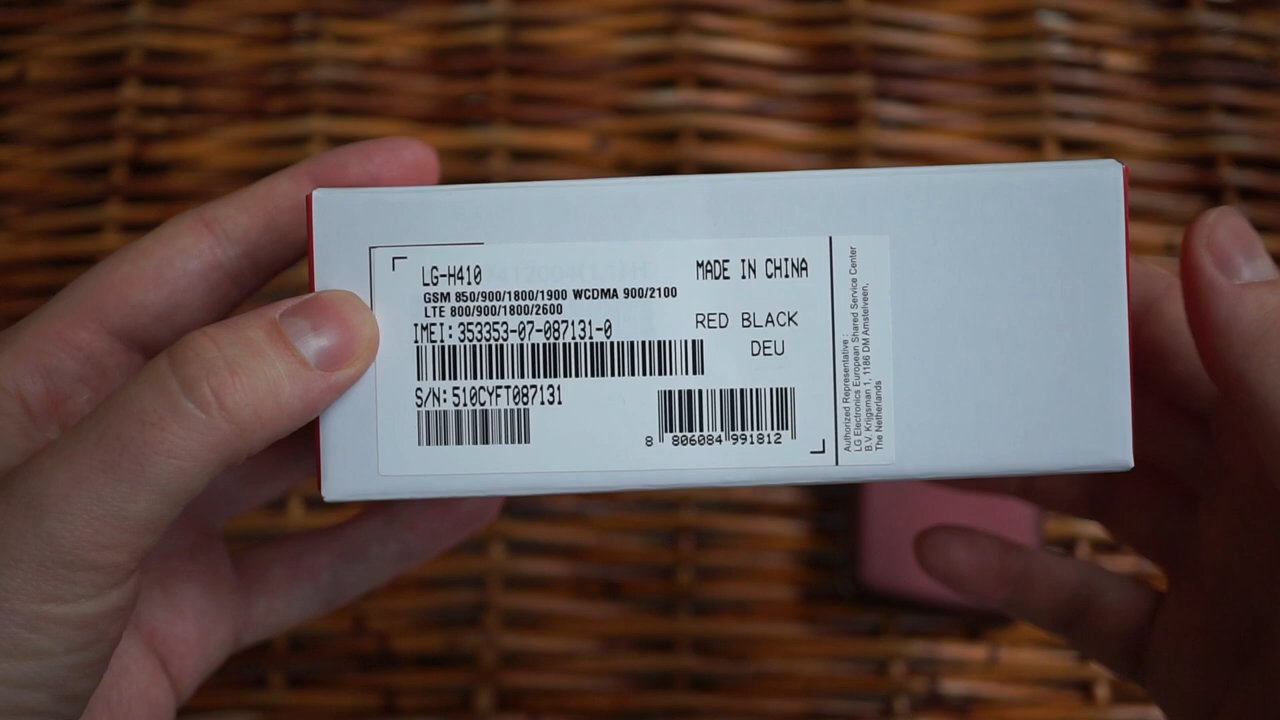 LG-H410
MADE IN CHINA
GSM 850/900/1800/1900 WCDMA 900/2100
LTE 800/900/1800/2600
IMEI: 353353-07-087131-0
RED BLACK
DEU
S/N: 510CYFT087131
8 806084 991812
Authorized Representative :
LG Electronics European Shared Service Center
B.V. Krijgsman 1, 1186 DM Amstelveen,
The Netherlands